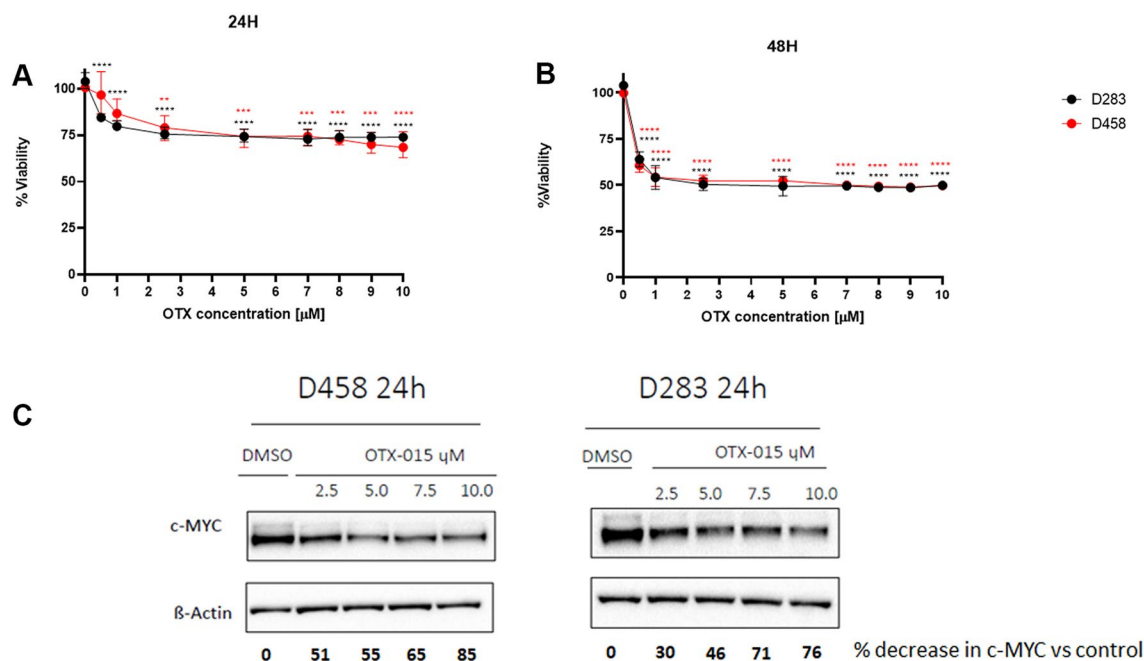 24H
A
**** **** ** **** *** **** *** **** *** **** *** **** **** ****
100
75
50
25
0
% Viability
0 1 2 3 4 5 6 7 8 9 10
OTX concentration [µM]
48H
B
**** **** **** **** **** **** **** **** **** **** **** **** **** **** **** ****
100
75
50
25
0
%Viability
0 1 2 3 4 5 6 7 8 9 10
OTX concentration [µM]
D283
D458
C
D458 24h
DMSO OTX-015 ɥM
2.5 5.0 7.5 10.0
c-MYC
ß-Actin
0 51 55 65 85
D283 24h
DMSO OTX-015 ɥM
2.5 5.0 7.5 10.0
0 30 46 71 76 % decrease in c-MYC vs control